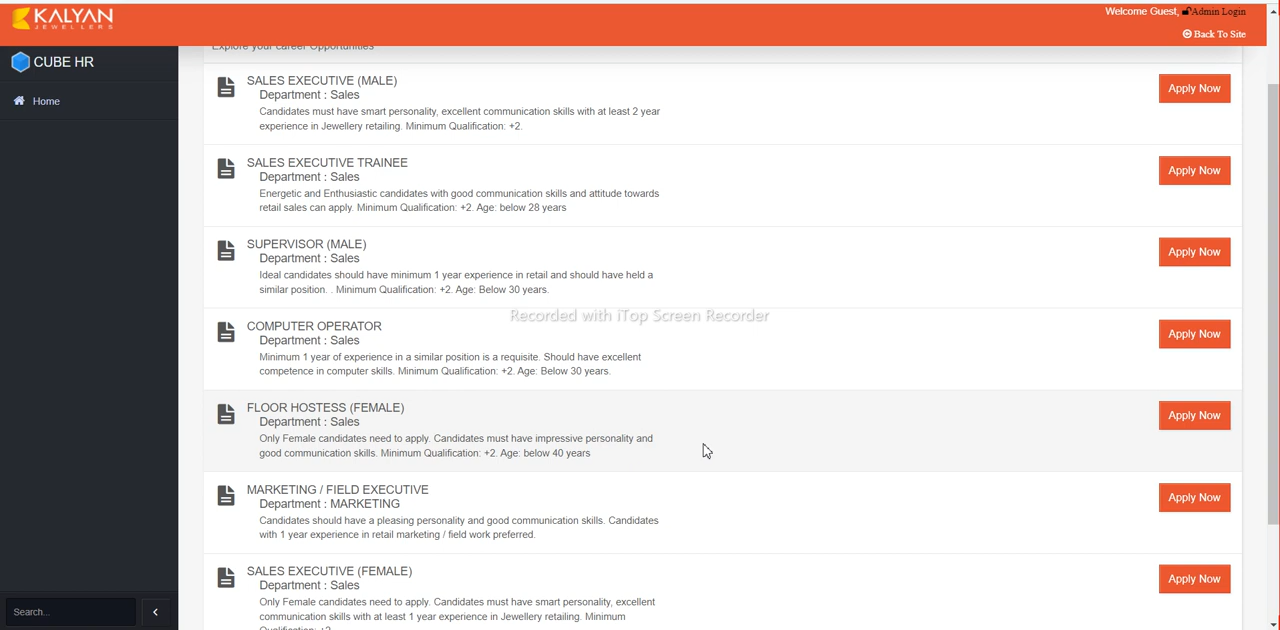 KALYAN
JEWELLERS
Welcome Guest, Admin Login
Back To Site
CUBE HR
Home
Explore your career Opportunities
SALES EXECUTIVE (MALE)
Department : Sales
Candidates must have smart personality, excellent communication skills with at least 2 year
experience in Jewellery retailing. Minimum Qualification: +2.
Apply Now
SALES EXECUTIVE TRAINEE
Department : Sales
Energetic and Enthusiastic candidates with good communication skills and attitude towards
retail sales can apply. Minimum Qualification: +2. Age: below 28 years
Apply Now
SUPERVISOR (MALE)
Department : Sales
Ideal candidates should have minimum 1 year experience in retail and should have held a
similar position. . Minimum Qualification: +2. Age: Below 30 years.
Apply Now
Recorded with iTop Screen Recorder
COMPUTER OPERATOR
Department : Sales
Minimum 1 year of experience in a similar position is a requisite. Should have excellent
competence in computer skills. Minimum Qualification: +2. Age: Below 30 years.
Apply Now
FLOOR HOSTESS (FEMALE)
Department : Sales
Only Female candidates need to apply. Candidates must have impressive personality and
good communication skills. Minimum Qualification: +2. Age: below 40 years
Apply Now
MARKETING / FIELD EXECUTIVE
Department : MARKETING
Candidates should have a pleasing personality and good communication skills. Candidates
with 1 year experience in retail marketing / field work preferred.
Apply Now
SALES EXECUTIVE (FEMALE)
Department : Sales
Only Female candidates need to apply. Candidates must have smart personality, excellent
communication skills with at least 1 year experience in Jewellery retailing. Minimum
Qualification: +2
Apply Now
Search...